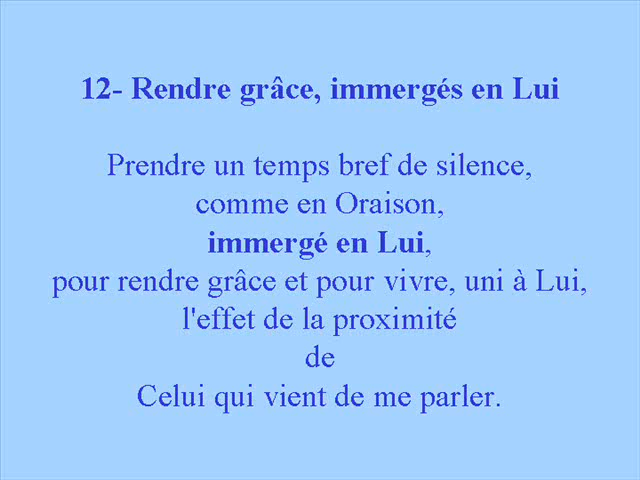 12- Rendre grâce, immergés en Lui
Prendre un temps bref de silence,
comme en Oraison,
immergé en Lui,
pour rendre grâce et pour vivre, uni à Lui,
l'effet de la proximité
de
Celui qui vient de me parler.